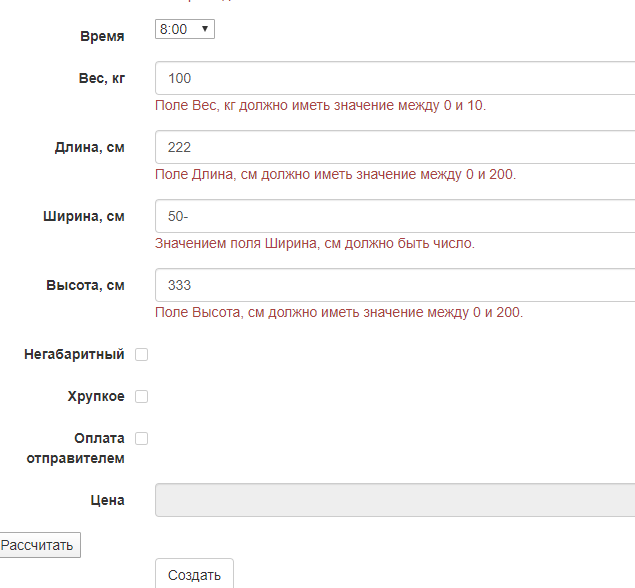 Время 8:00
Вес, кг 100
Поле Вес, кг должно иметь значение между 0 и 10.
Длина, см 222
Поле Длина, см должно иметь значение между 0 и 200.
Ширина, см 50-
Значением поля Ширина, см должно быть число.
Высота, см 333
Поле Высота, см должно иметь значение между 0 и 200.
Негабаритный
Хрупкое
Оплата
отправителем
Цена
Рассчитать
Создать